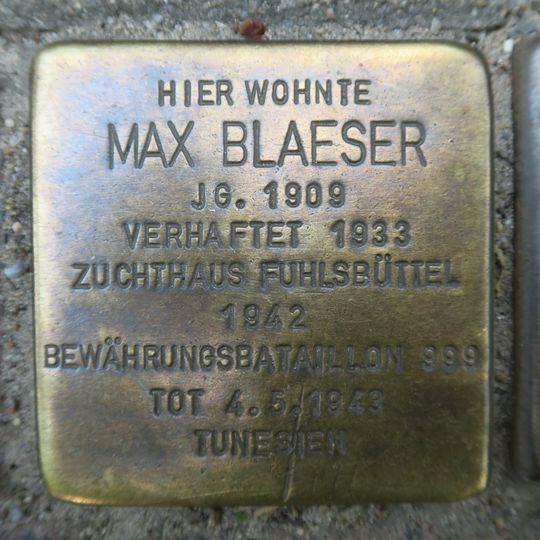 HIER WOHNTE
MAX BLAESER
JG. 1909
VERHAFTET 1933
ZUCHTHAUS FUHLSBÜTTEL
1942
BEWÄHRUNGSBATAILLON 999
TOT 4.5.1943
TUNESIEN